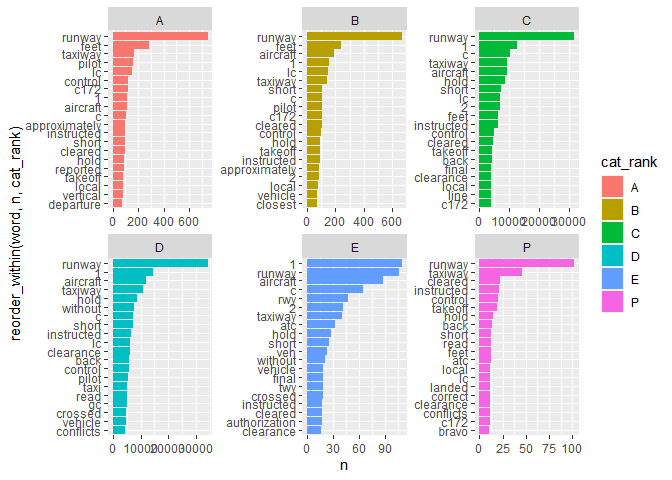 reorder_within(word, n, cat_rank)
A
runway
feet
taxiway
pilot
lc
control
c172
1
aircraft
c
approximately
instructed
short
cleared
hold
reported
takeoff
local
vertical
departure
0 200 400 600
B
runway
feet
aircraft
1
lc
taxiway
short
c
pilot
c172
cleared
control
hold
takeoff
instructed
approximately
2
local
vehicle
closest
0 200 400 600
C
runway
1
c
taxiway
aircraft
hold
short
lc
2
feet
instructed
control
cleared
takeoff
back
final
clearance
local
line
c172
0 10000 20000 30000
D
runway
1
aircraft
taxiway
hold
without
c
short
instructed
lc
clearance
back
control
pilot
taxi
read
gc
crossed
vehicle
conflicts
0 10000 20000 30000
E
1
runway
aircraft
c
rwy
2
taxiway
atc
hold
short
veh
without
vehicle
final
twy
crossed
instructed
cleared
authorization
clearance
0 30 60 90
P
runway
taxiway
cleared
instructed
control
takeoff
hold
back
short
read
feet
atc
local
lc
landed
correct
clearance
conflicts
c172
bravo
0 25 50 75 100
n
cat_rank
A
B
C
D
E
P